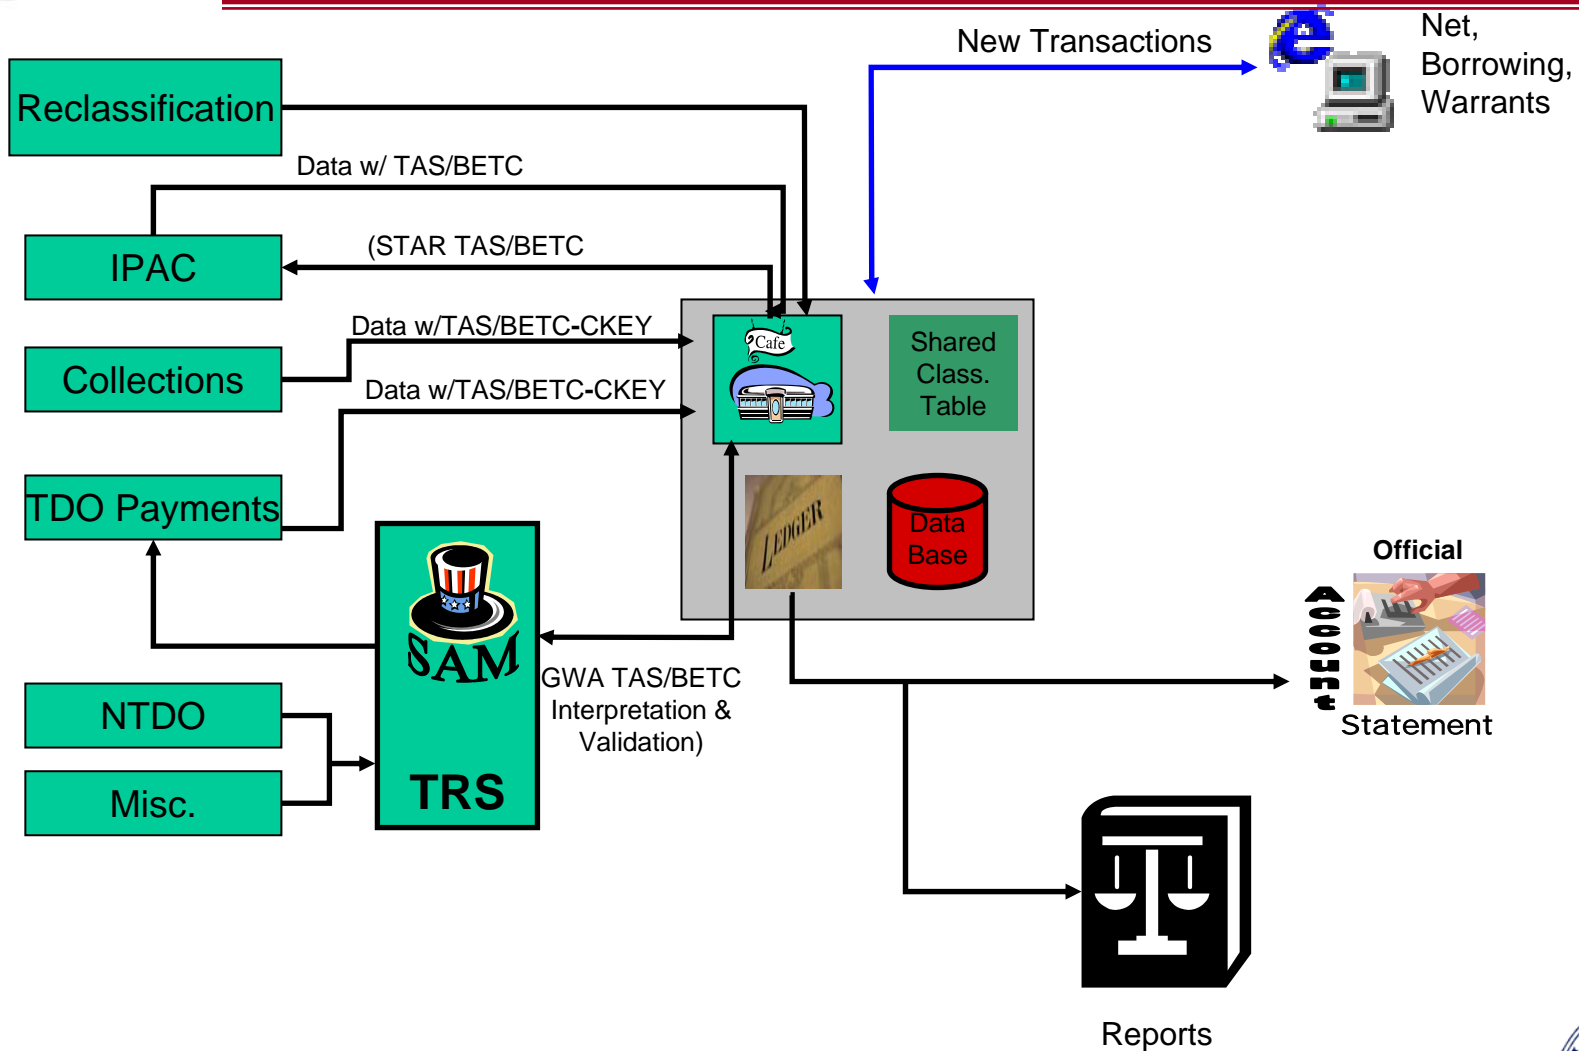 New Transactions
Net,
Borrowing,
Warrants
Reclassification
Data w/ TAS/BETC
IPAC
(STAR TAS/BETC
Data w/TAS/BETC-CKEY
Collections
Data w/TAS/BETC-CKEY
Cafe
Shared
Class.
Table
TDO Payments
LEDGER
Data
Base
SAM
TRS
GWA TAS/BETC
Interpretation &
Validation)
NTDO
Misc.
Official
Account
Statement
Reports